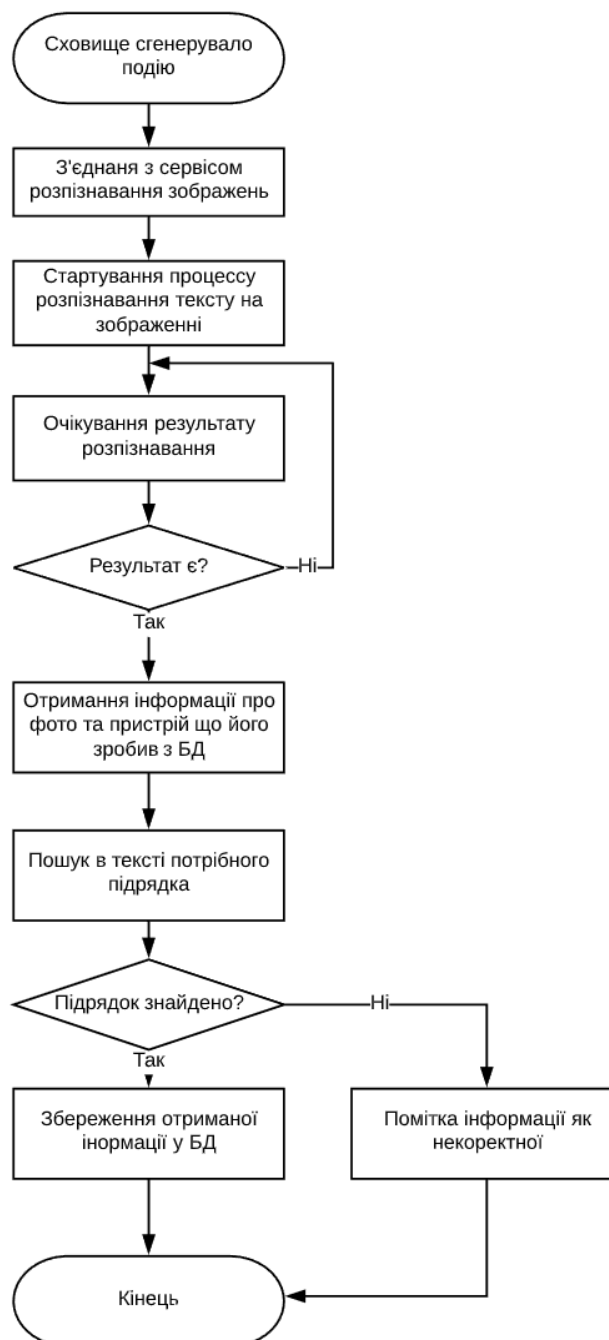 Сховище сгенерувало
подію
З'єднаня з сервісом
розпізнавання зображень
Стартування процессу
розпізнавання тексту на
зображенні
Очікування результату
розпізнавання
Результат є?
Ні
Так
Отримання інформації про
фото та пристрій що його
зробив з БД
Пошук в тексті потрібного
підрядка
Підрядок знайдено?
Ні
Так
Збереження отриманої
інормації у БД
Помітка інформації як
некоректної
Кінець